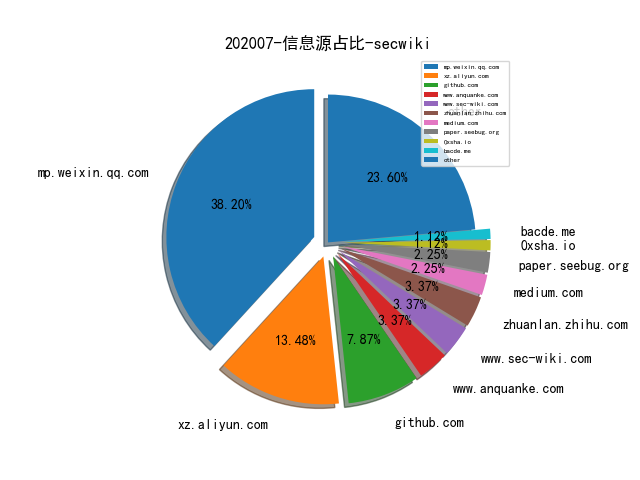 202007-信息源占比-secwiki
mp.weixin.qq.com
xz.aliyun.com
github.com
www.anquanke.com
www.sec-wiki.com
zhuanlan.zhihu.com
medium.com
paper.seebug.org
0xsha.io
bacde.me
other
other
mp.weixin.qq.com
38.20%
23.60%
1.12%
bacde.me
1.12%
0xsha.io
2.25%
paper.seebug.org
2.25%
medium.com
3.37%
zhuanlan.zhihu.com
3.37%
www.sec-wiki.com
3.37%
www.anquanke.com
7.87%
github.com
13.48%
xz.aliyun.com